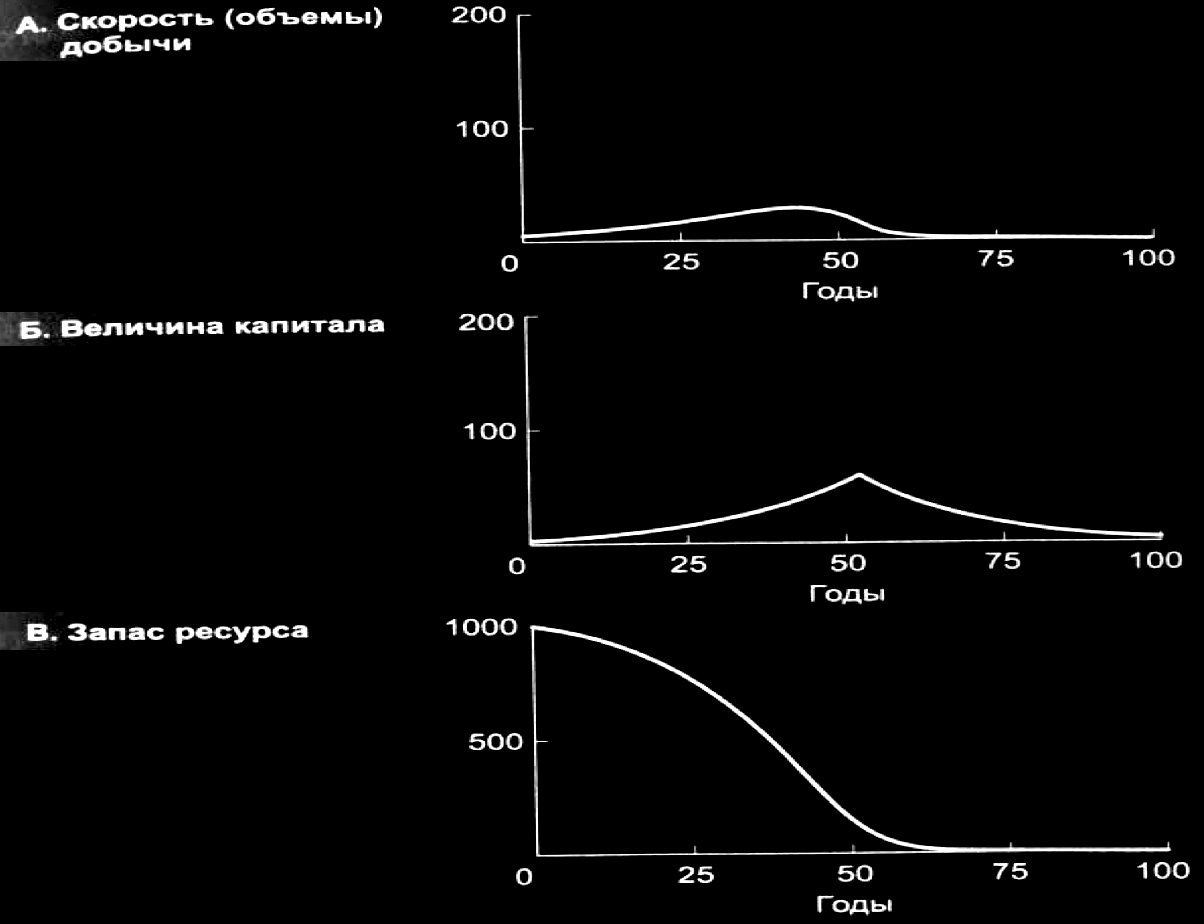 А. Скорость (объемы)
добычи
200
100
0 25 50 75 100
Годы
Б. Величина капитала
200
100
0 25 50 75 100
Годы
В. Запас ресурса
1000
500
0 25 50 75 100
Годы